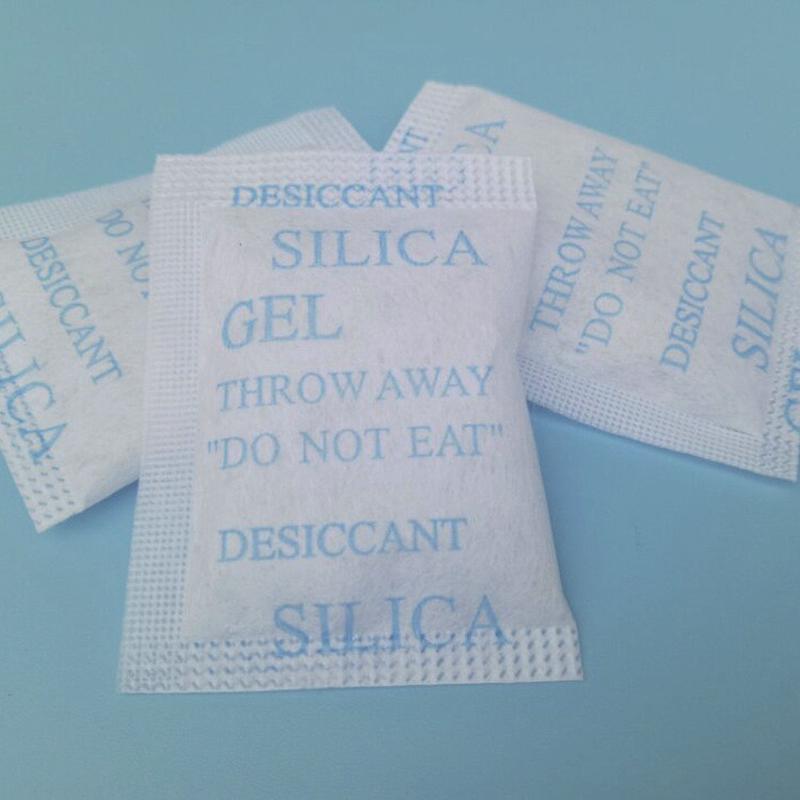 DESICCANT
SILICA
GEL
THROW AWAY
"DO NOT EAT"
DESICCANT
SILICA
DO NOT
DESICCANT
SILICA
THROW AWAY
"DO NOT EAT"
DESICCANT
SILICA